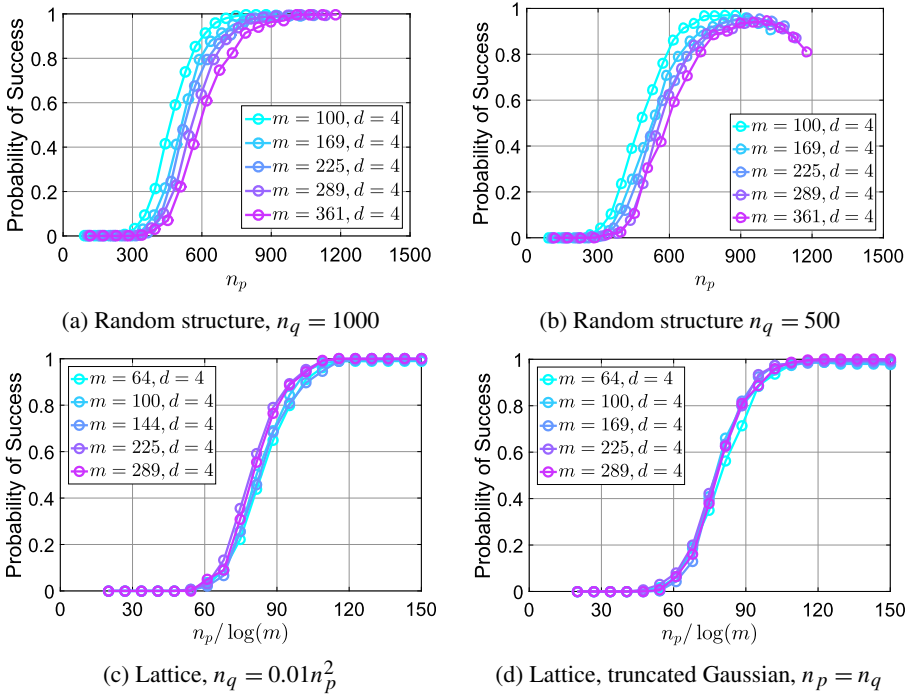 Probability of Success
1
0.8
0.6
0.4
0.2
0
m = 100, d = 4
m = 169, d = 4
m = 225, d = 4
m = 289, d = 4
m = 361, d = 4
0 300 600 900 1200 1500
n_p
(a) Random structure, n_q = 1000
Probability of Success
1
0.8
0.6
0.4
0.2
0
m = 100, d = 4
m = 169, d = 4
m = 225, d = 4
m = 289, d = 4
m = 361, d = 4
0 300 600 900 1200 1500
n_p
(b) Random structure n_q = 500
Probability of Success
1
0.8
0.6
0.4
0.2
0
m = 64, d = 4
m = 100, d = 4
m = 144, d = 4
m = 225, d = 4
m = 289, d = 4
0 30 60 90 120 150
n_p / log(m)
(c) Lattice, n_q = 0.01n_p^2
Probability of Success
1
0.8
0.6
0.4
0.2
0
m = 64, d = 4
m = 100, d = 4
m = 169, d = 4
m = 225, d = 4
m = 289, d = 4
0 30 60 90 120 150
n_p / log(m)
(d) Lattice, truncated Gaussian, n_p = n_q